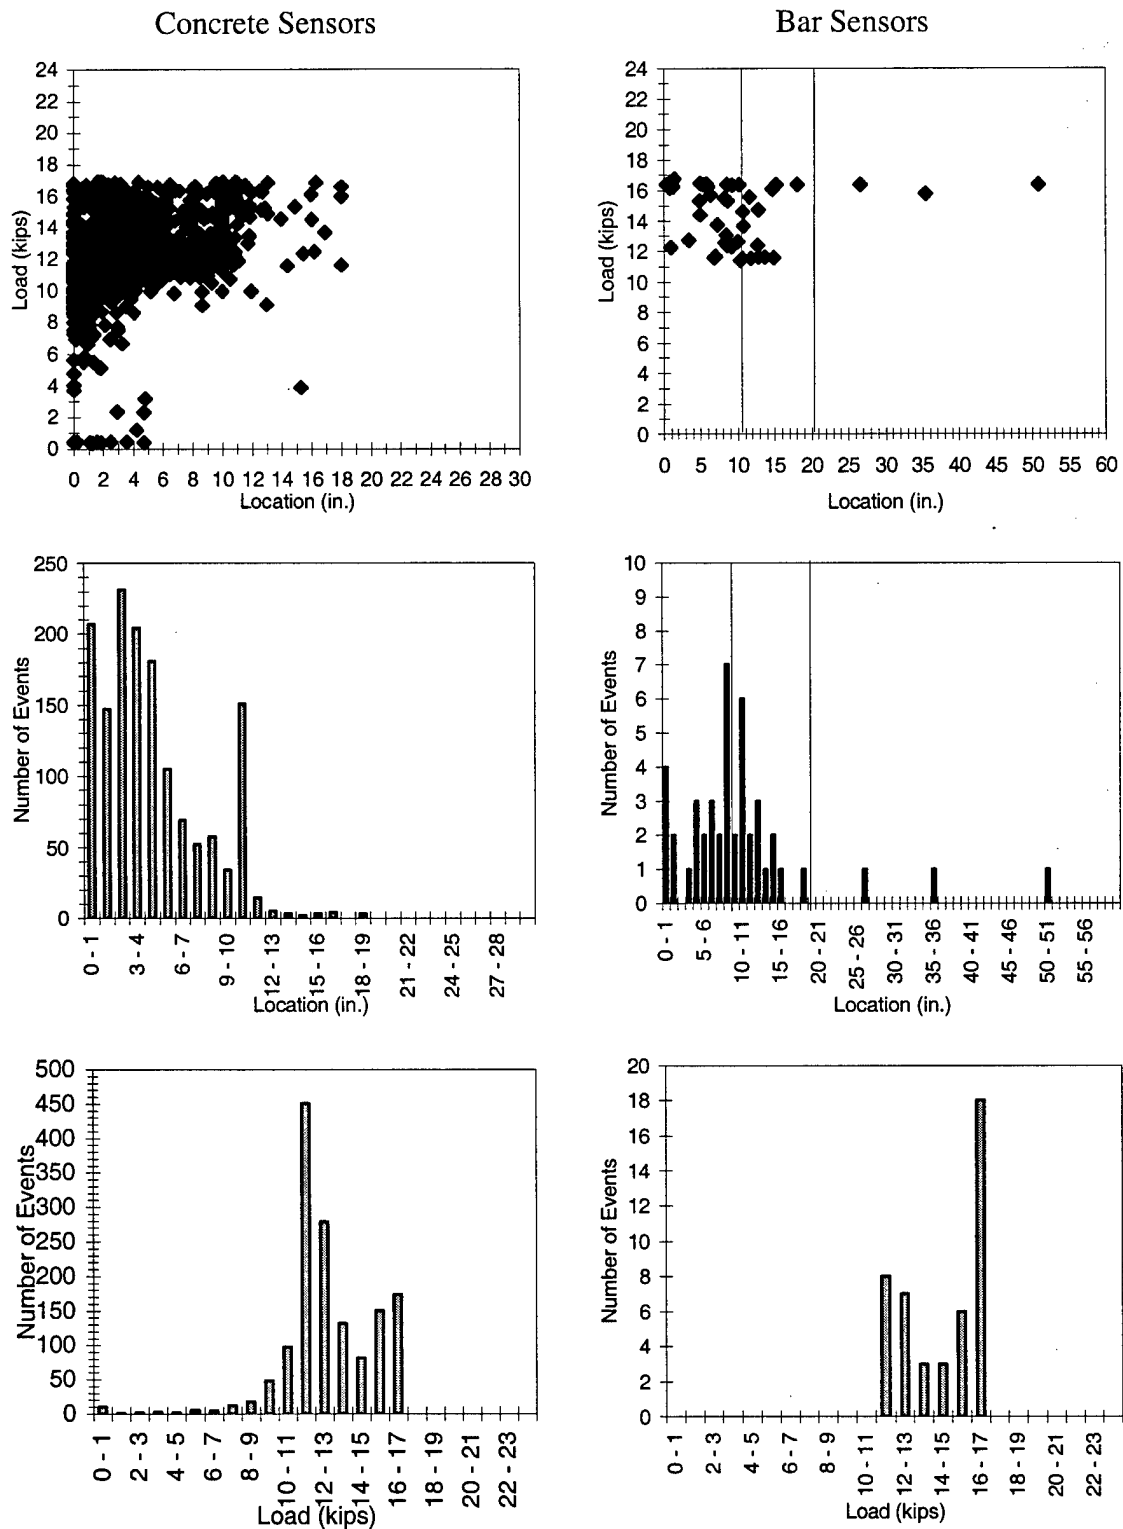 Concrete Sensors
Bar Sensors
24
22
20
18
16
14
12
10
8
6
4
2
0
Load (kips)
0 2 4 6 8 10 12 14 16 18 20 22 24 26 28 30
Location (in.)
24
22
20
18
16
14
12
10
8
6
4
2
0
Load (kips)
0 5 10 15 20 25 30 35 40 45 50 55 60
Location (in.)
250
200
150
100
50
0
Number of Events
0 - 1
3 - 4
6 - 7
9 - 10
12 - 13
15 - 16
18 - 19
21 - 22
24 - 25
27 - 28
Location (in.)
10
9
8
7
6
5
4
3
2
1
0
Number of Events
0 - 1
5 - 6
10 - 11
15 - 16
20 - 21
25 - 26
30 - 31
35 - 36
40 - 41
45 - 46
50 - 51
55 - 56
Location (in.)
500
450
400
350
300
250
200
150
100
50
0
Number of Events
0 - 1
2 - 3
4 - 5
6 - 7
8 - 9
10 - 11
12 - 13
14 - 15
16 - 17
18 - 19
20 - 21
22 - 23
Load (kips)
20
18
16
14
12
10
8
6
4
2
0
Number of Events
0 - 1
2 - 3
4 - 5
6 - 7
8 - 9
10 - 11
12 - 13
14 - 15
16 - 17
18 - 19
20 - 21
22 - 23
Load (kips)